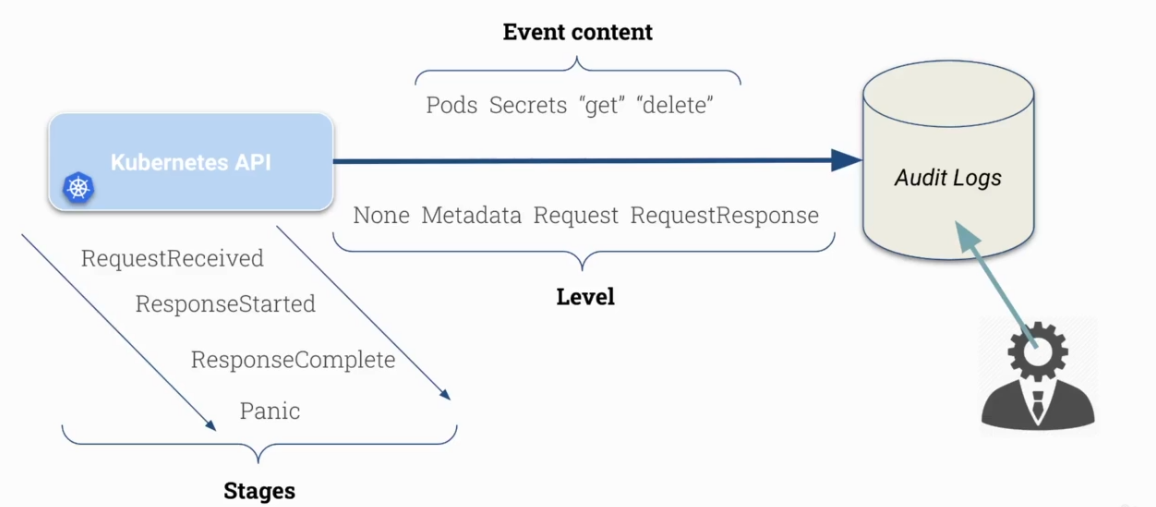 Event content
Pods Secrets “get” “delete”
Kubernetes API
Audit Logs
None Metadata Request RequestResponse
Level
RequestReceived
ResponseStarted
ResponseComplete
Panic
Stages